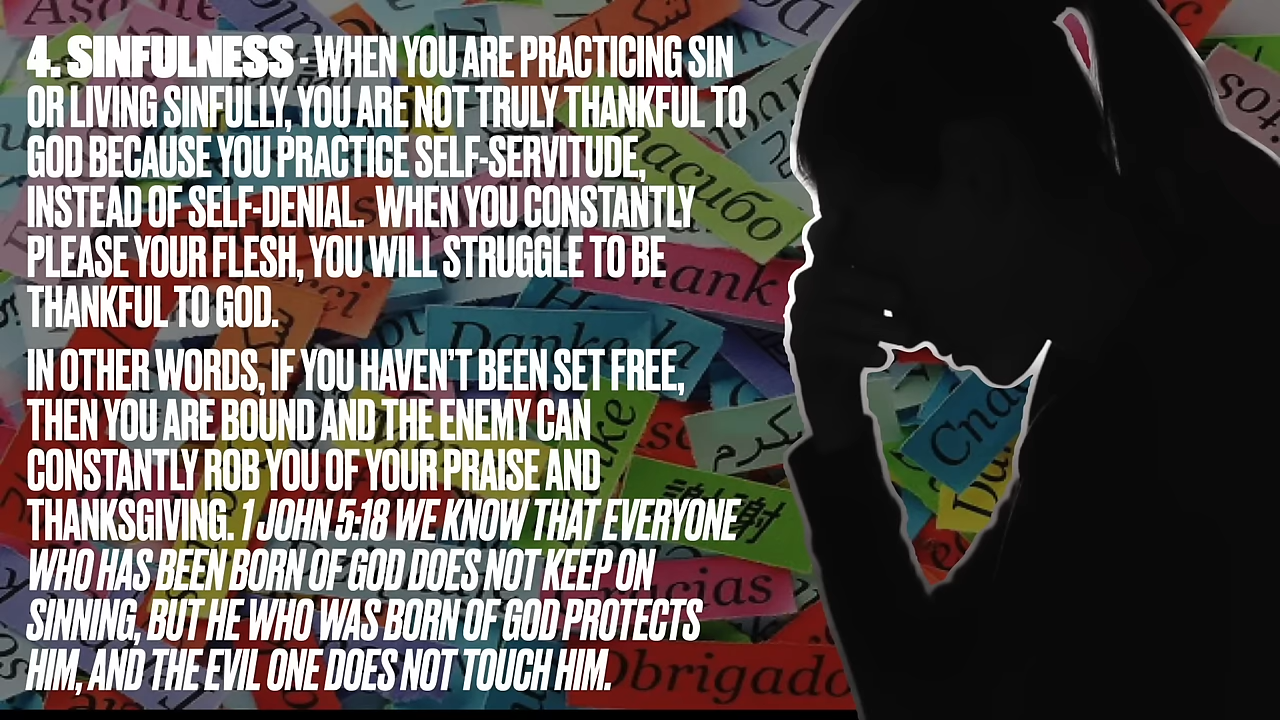 4. SINFULNESS - WHEN YOU ARE PRACTICING SIN
OR LIVING SINFULLY, YOU ARE NOT TRULY THANKFUL TO
GOD BECAUSE YOU PRACTICE SELF-SERVITUDE,
INSTEAD OF SELF-DENIAL. WHEN YOU CONSTANTLY
PLEASE YOUR FLESH, YOU WILL STRUGGLE TO BE
THANKFUL TO GOD.
IN OTHER WORDS, IF YOU HAVEN'T BEEN SET FREE,
THEN YOU ARE BOUND AND THE ENEMY CAN
CONSTANTLY ROB YOU OF YOUR PRAISE AND
THANKSGIVING. 1 JOHN 5:18 WE KNOW THAT EVERYONE
WHO HAS BEEN BORN OF GOD DOES NOT KEEP ON
SINNING, BUT HE WHO WAS BORN OF GOD PROTECTS
HIM, AND THE EVIL ONE DOES NOT TOUCH HIM.
Danke
Obrigado